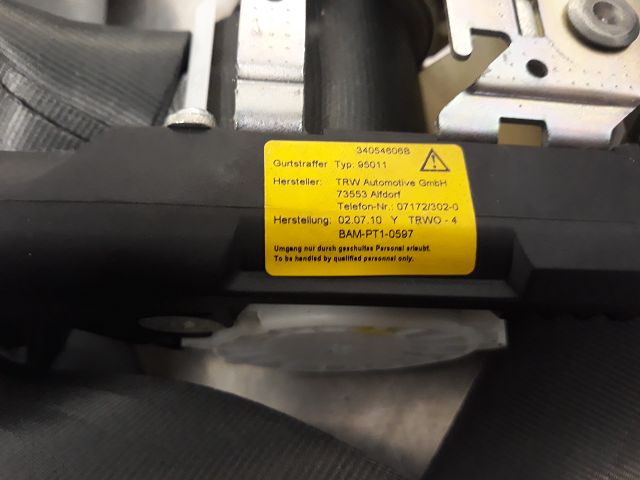 34054606B
Gurtstraffer Typ: 95011
Hersteller: TRW Automotive GmbH
73553 Alfdorf
Telefon-Nr.: 07172/302-0
Herstellung: 02.07.10 Y TRWO - 4
BAM-PT1-0597
Umgang nur durch geschultes Personal erlaubt.
To be handled by qualified personnel only.